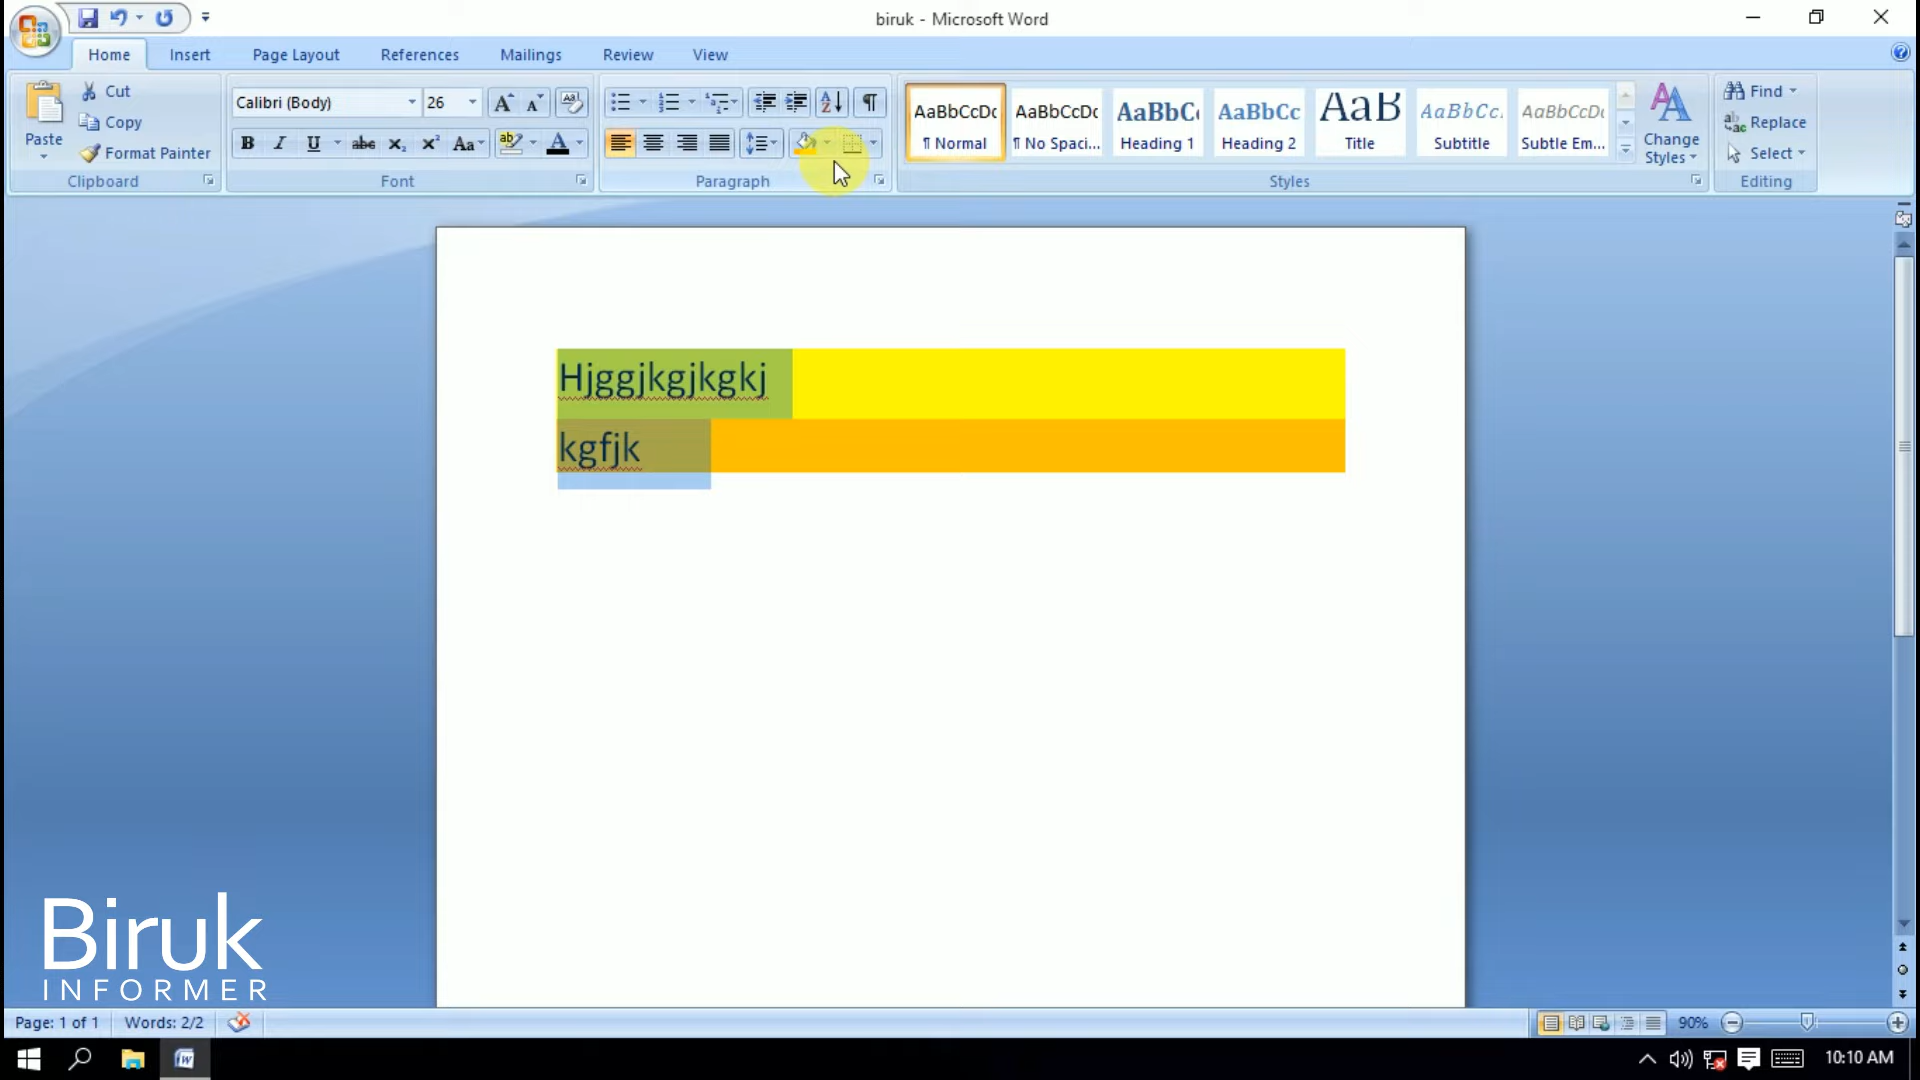 biruk - Microsoft Word
Home Insert Page Layout References Mailings Review View
Paste
Cut
Copy
Format Painter
Clipboard
Calibri (Body) 26
B I U abc x₂ x² Aa ab A
Font
Paragraph
AaBbCcDc AaBbCcDc AaBbC AaBbCc AaB AaBbCc. AaBbCcDc
¶ Normal ¶ No Spaci... Heading 1 Heading 2 Title Subtitle Subtle Em...
Change
Styles
Styles
Find
Replace
Select
Editing
Hjggjkgjkgkj
kgfjk
Biruk
INFORMER
Page: 1 of 1 Words: 2/2 90%
10:10 AM